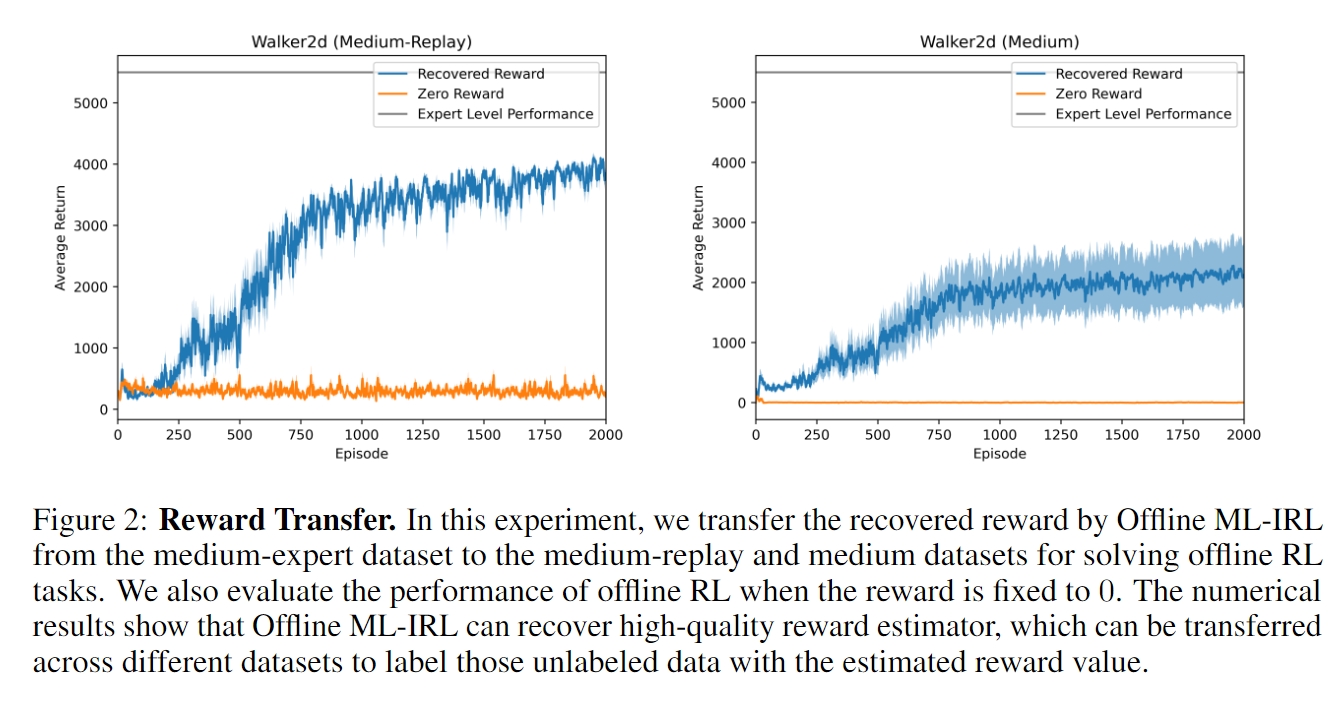 Walker2d (Medium-Replay)
Recovered Reward
Zero Reward
Expert Level Performance
5000
4000
3000
2000
1000
0
Average Return
0 250 500 750 1000 1250 1500 1750 2000
Episode
Walker2d (Medium)
Recovered Reward
Zero Reward
Expert Level Performance
5000
4000
3000
2000
1000
0
Average Return
0 250 500 750 1000 1250 1500 1750 2000
Episode
Figure 2: Reward Transfer. In this experiment, we transfer the recovered reward by Offline ML-IRL
from the medium-expert dataset to the medium-replay and medium datasets for solving offline RL
tasks. We also evaluate the performance of offline RL when the reward is fixed to 0. The numerical
results show that Offline ML-IRL can recover high-quality reward estimator, which can be transferred
across different datasets to label those unlabeled data with the estimated reward value.